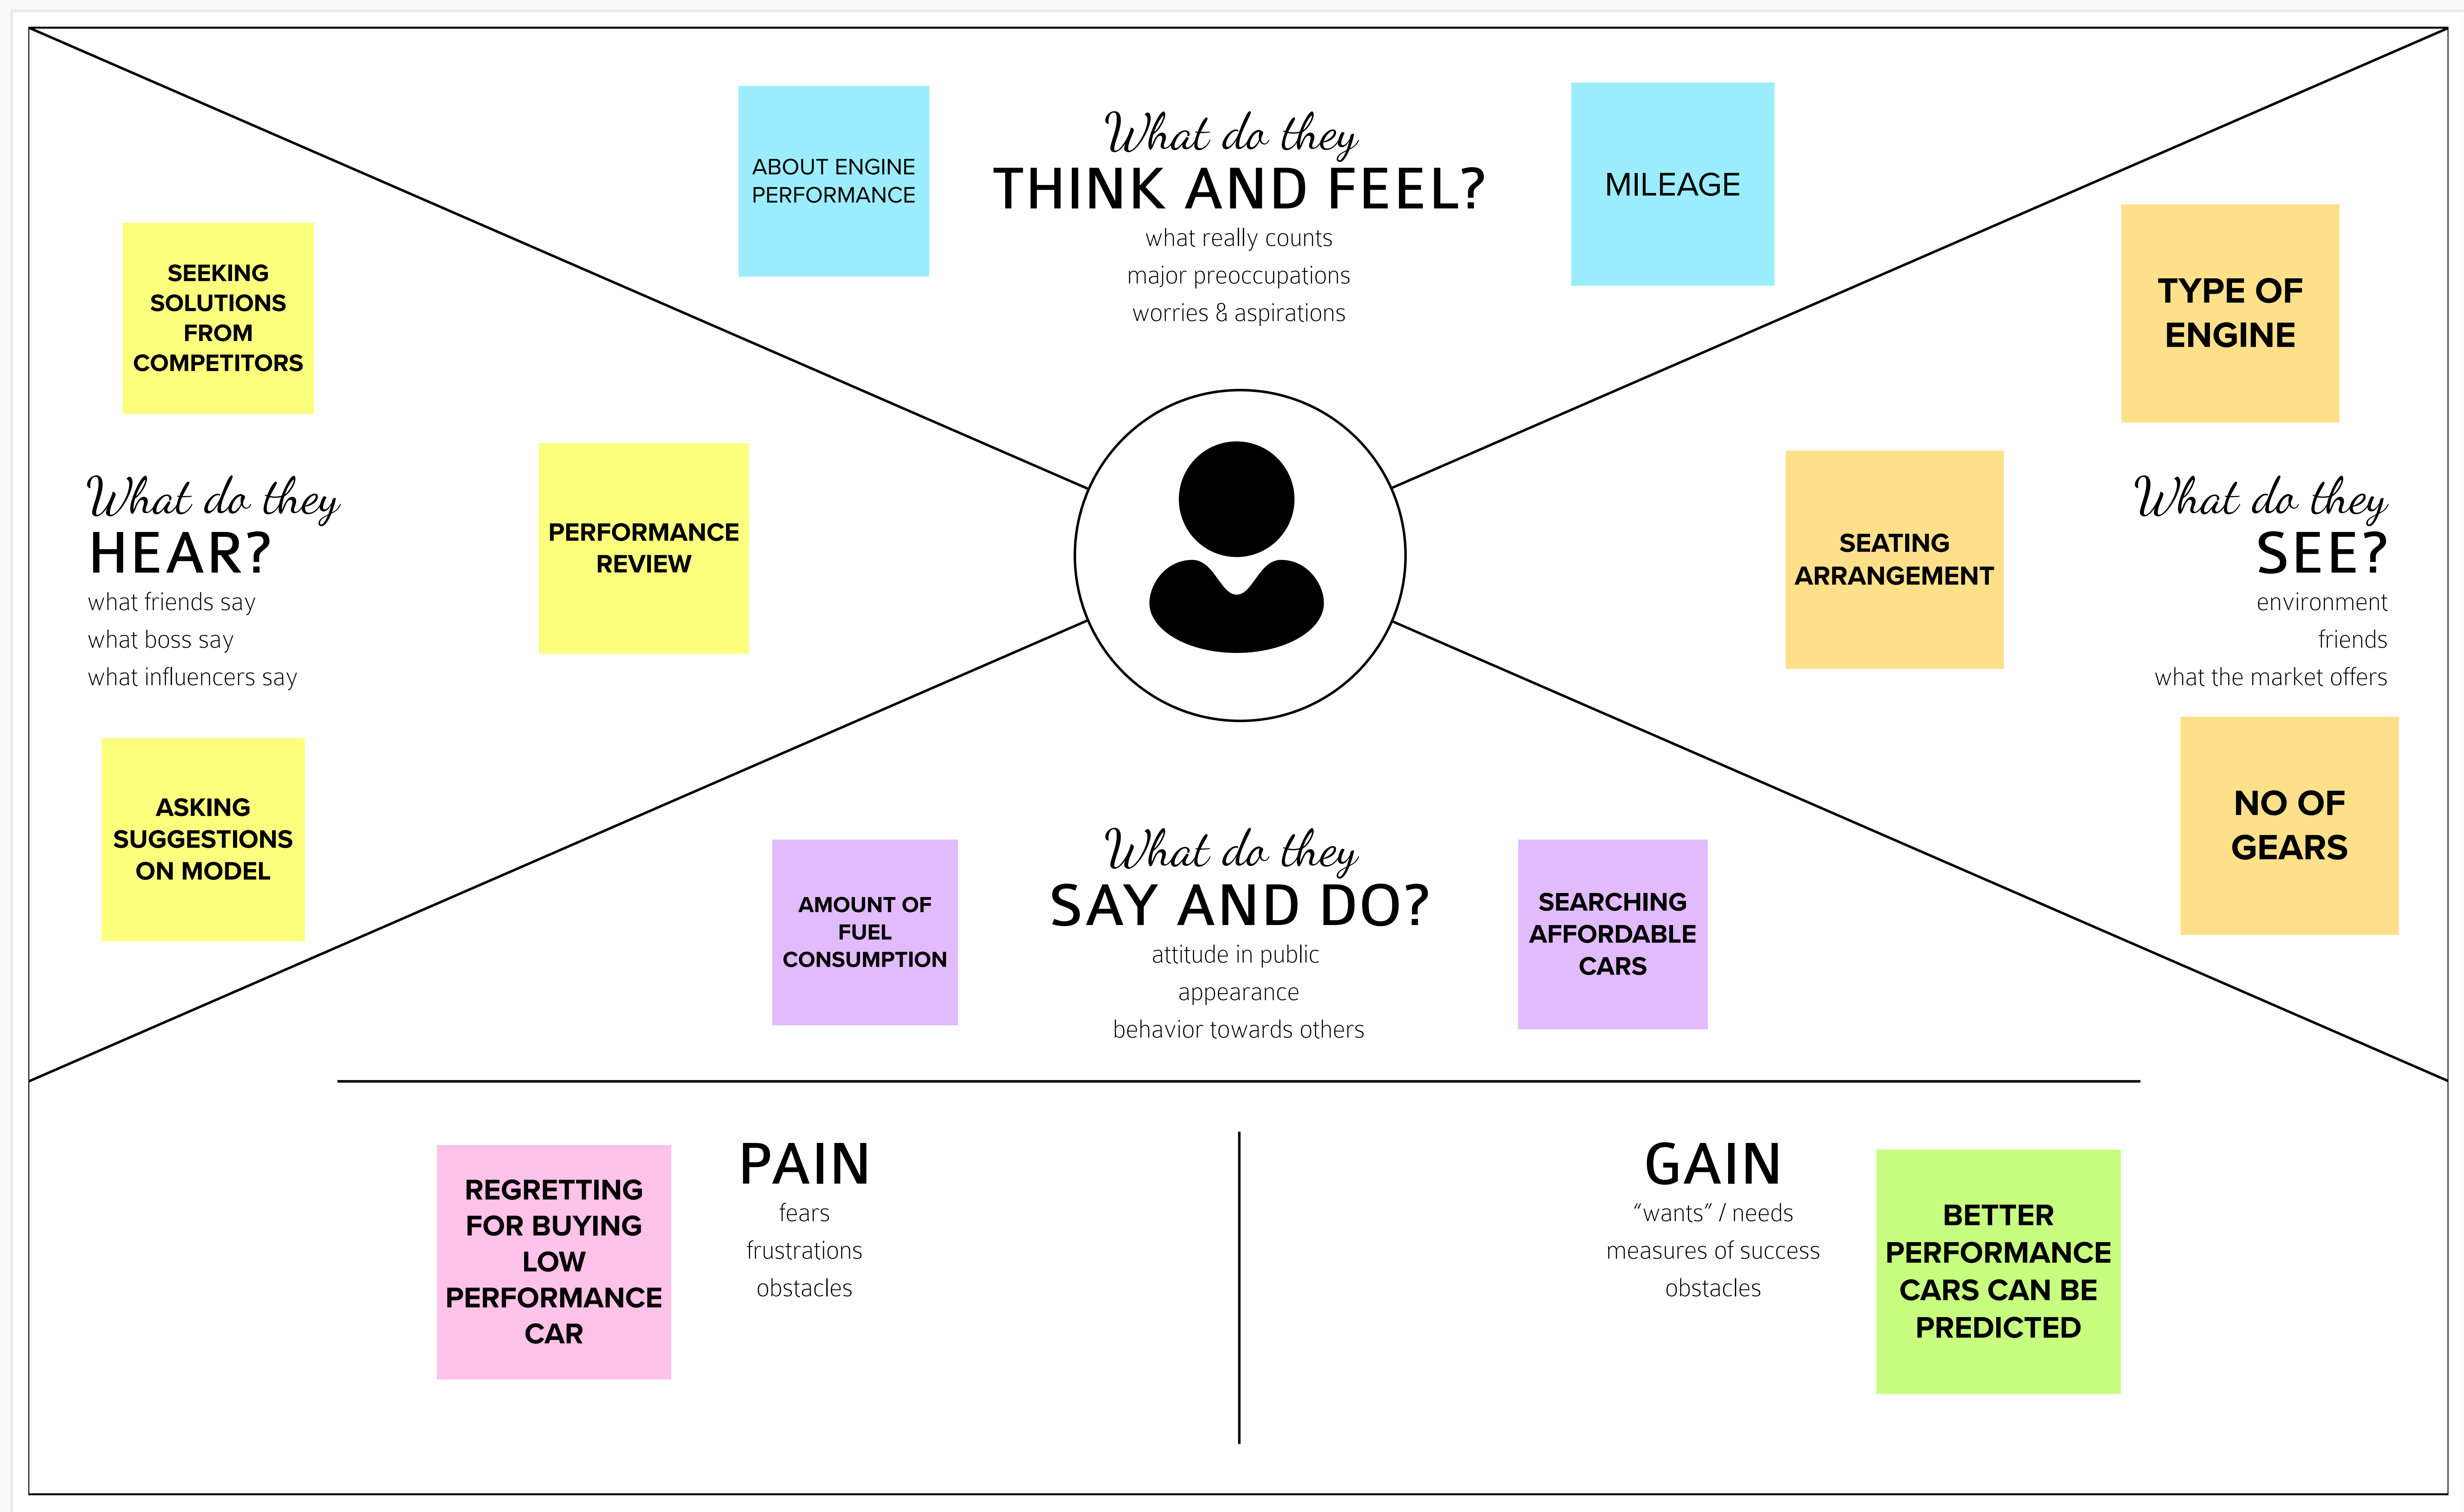 What do they
THINK AND FEEL?
what really counts
major preoccupations
worries & aspirations
ABOUT ENGINE
PERFORMANCE
MILEAGE
SEEKING
SOLUTIONS
FROM
COMPETITORS
What do they
HEAR?
what friends say
what boss say
what influencers say
PERFORMANCE
REVIEW
ASKING
SUGGESTIONS
ON MODEL
TYPE OF
ENGINE
SEATING
ARRANGEMENT
What do they
SEE?
environment
friends
what the market offers
NO OF
GEARS
What do they
SAY AND DO?
attitude in public
appearance
behavior towards others
AMOUNT OF
FUEL
CONSUMPTION
SEARCHING
AFFORDABLE
CARS
PAIN
fears
frustrations
obstacles
REGRETTING
FOR BUYING
LOW
PERFORMANCE
CAR
GAIN
“wants” / needs
measures of success
obstacles
BETTER
PERFORMANCE
CARS CAN BE
PREDICTED